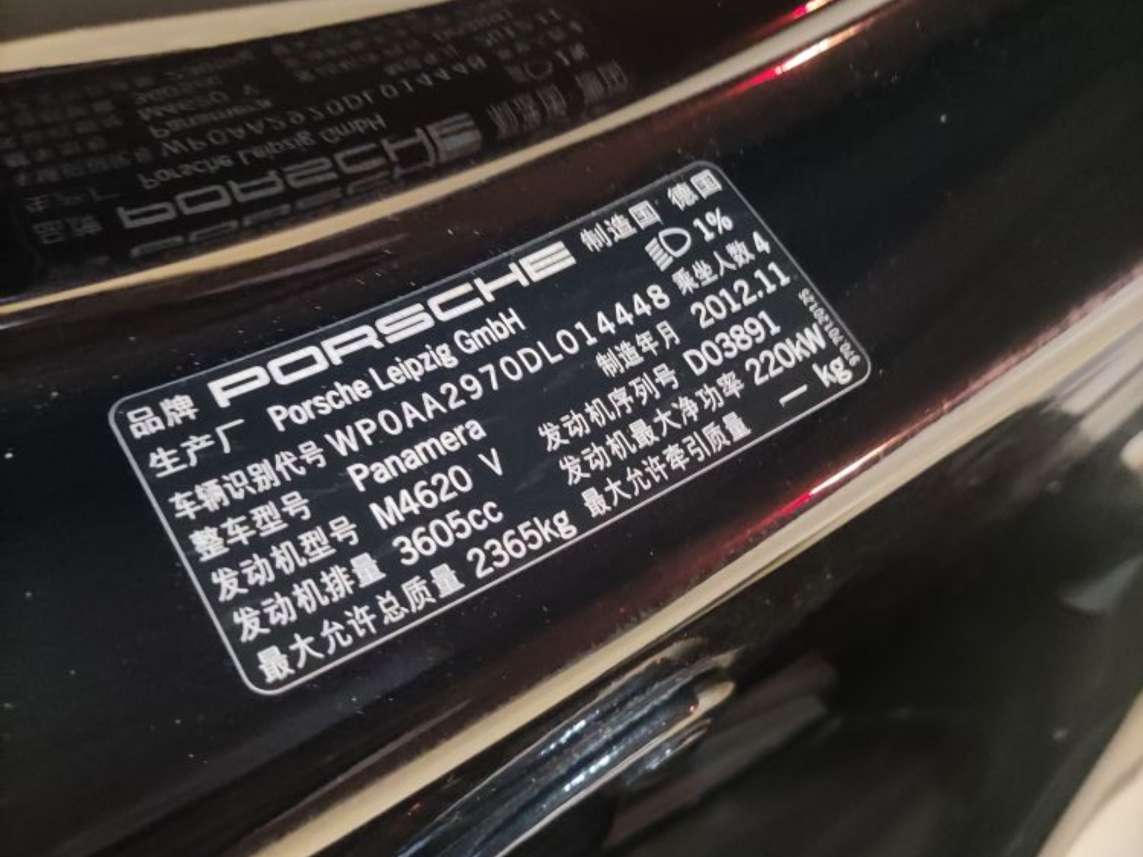 品牌 PORSCHE 制造国 德国
生产厂 Porsche Leipzig GmbH 1%
车辆识别代号 WP0AA2970DL014448 乘坐人数 4
整车型号 Panamera 制造年月 2012.11
发动机型号 M4620 V 发动机序列号 D03891
发动机排量 3605cc 发动机最大净功率 220kW
最大允许总质量 2365kg 最大允许牵引质量 — kg